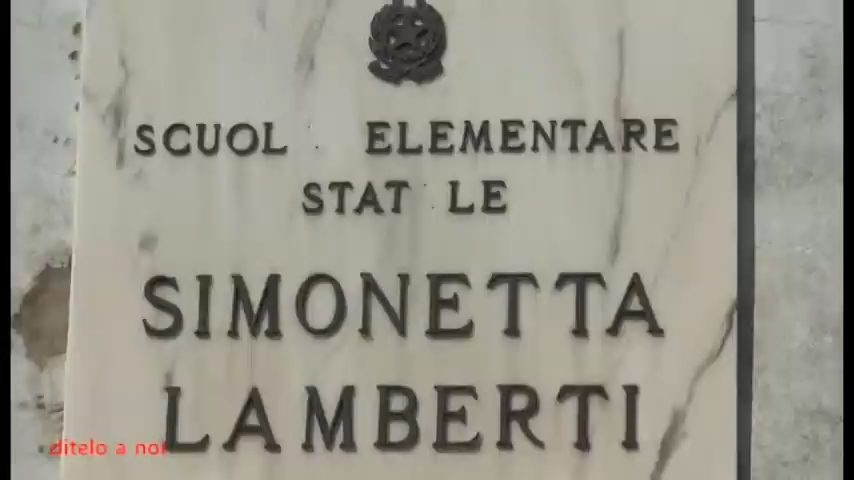 SCUOL ELEMENTARE
STAT LE
SIMONETTA
LAMBERTI
ditelo a noi